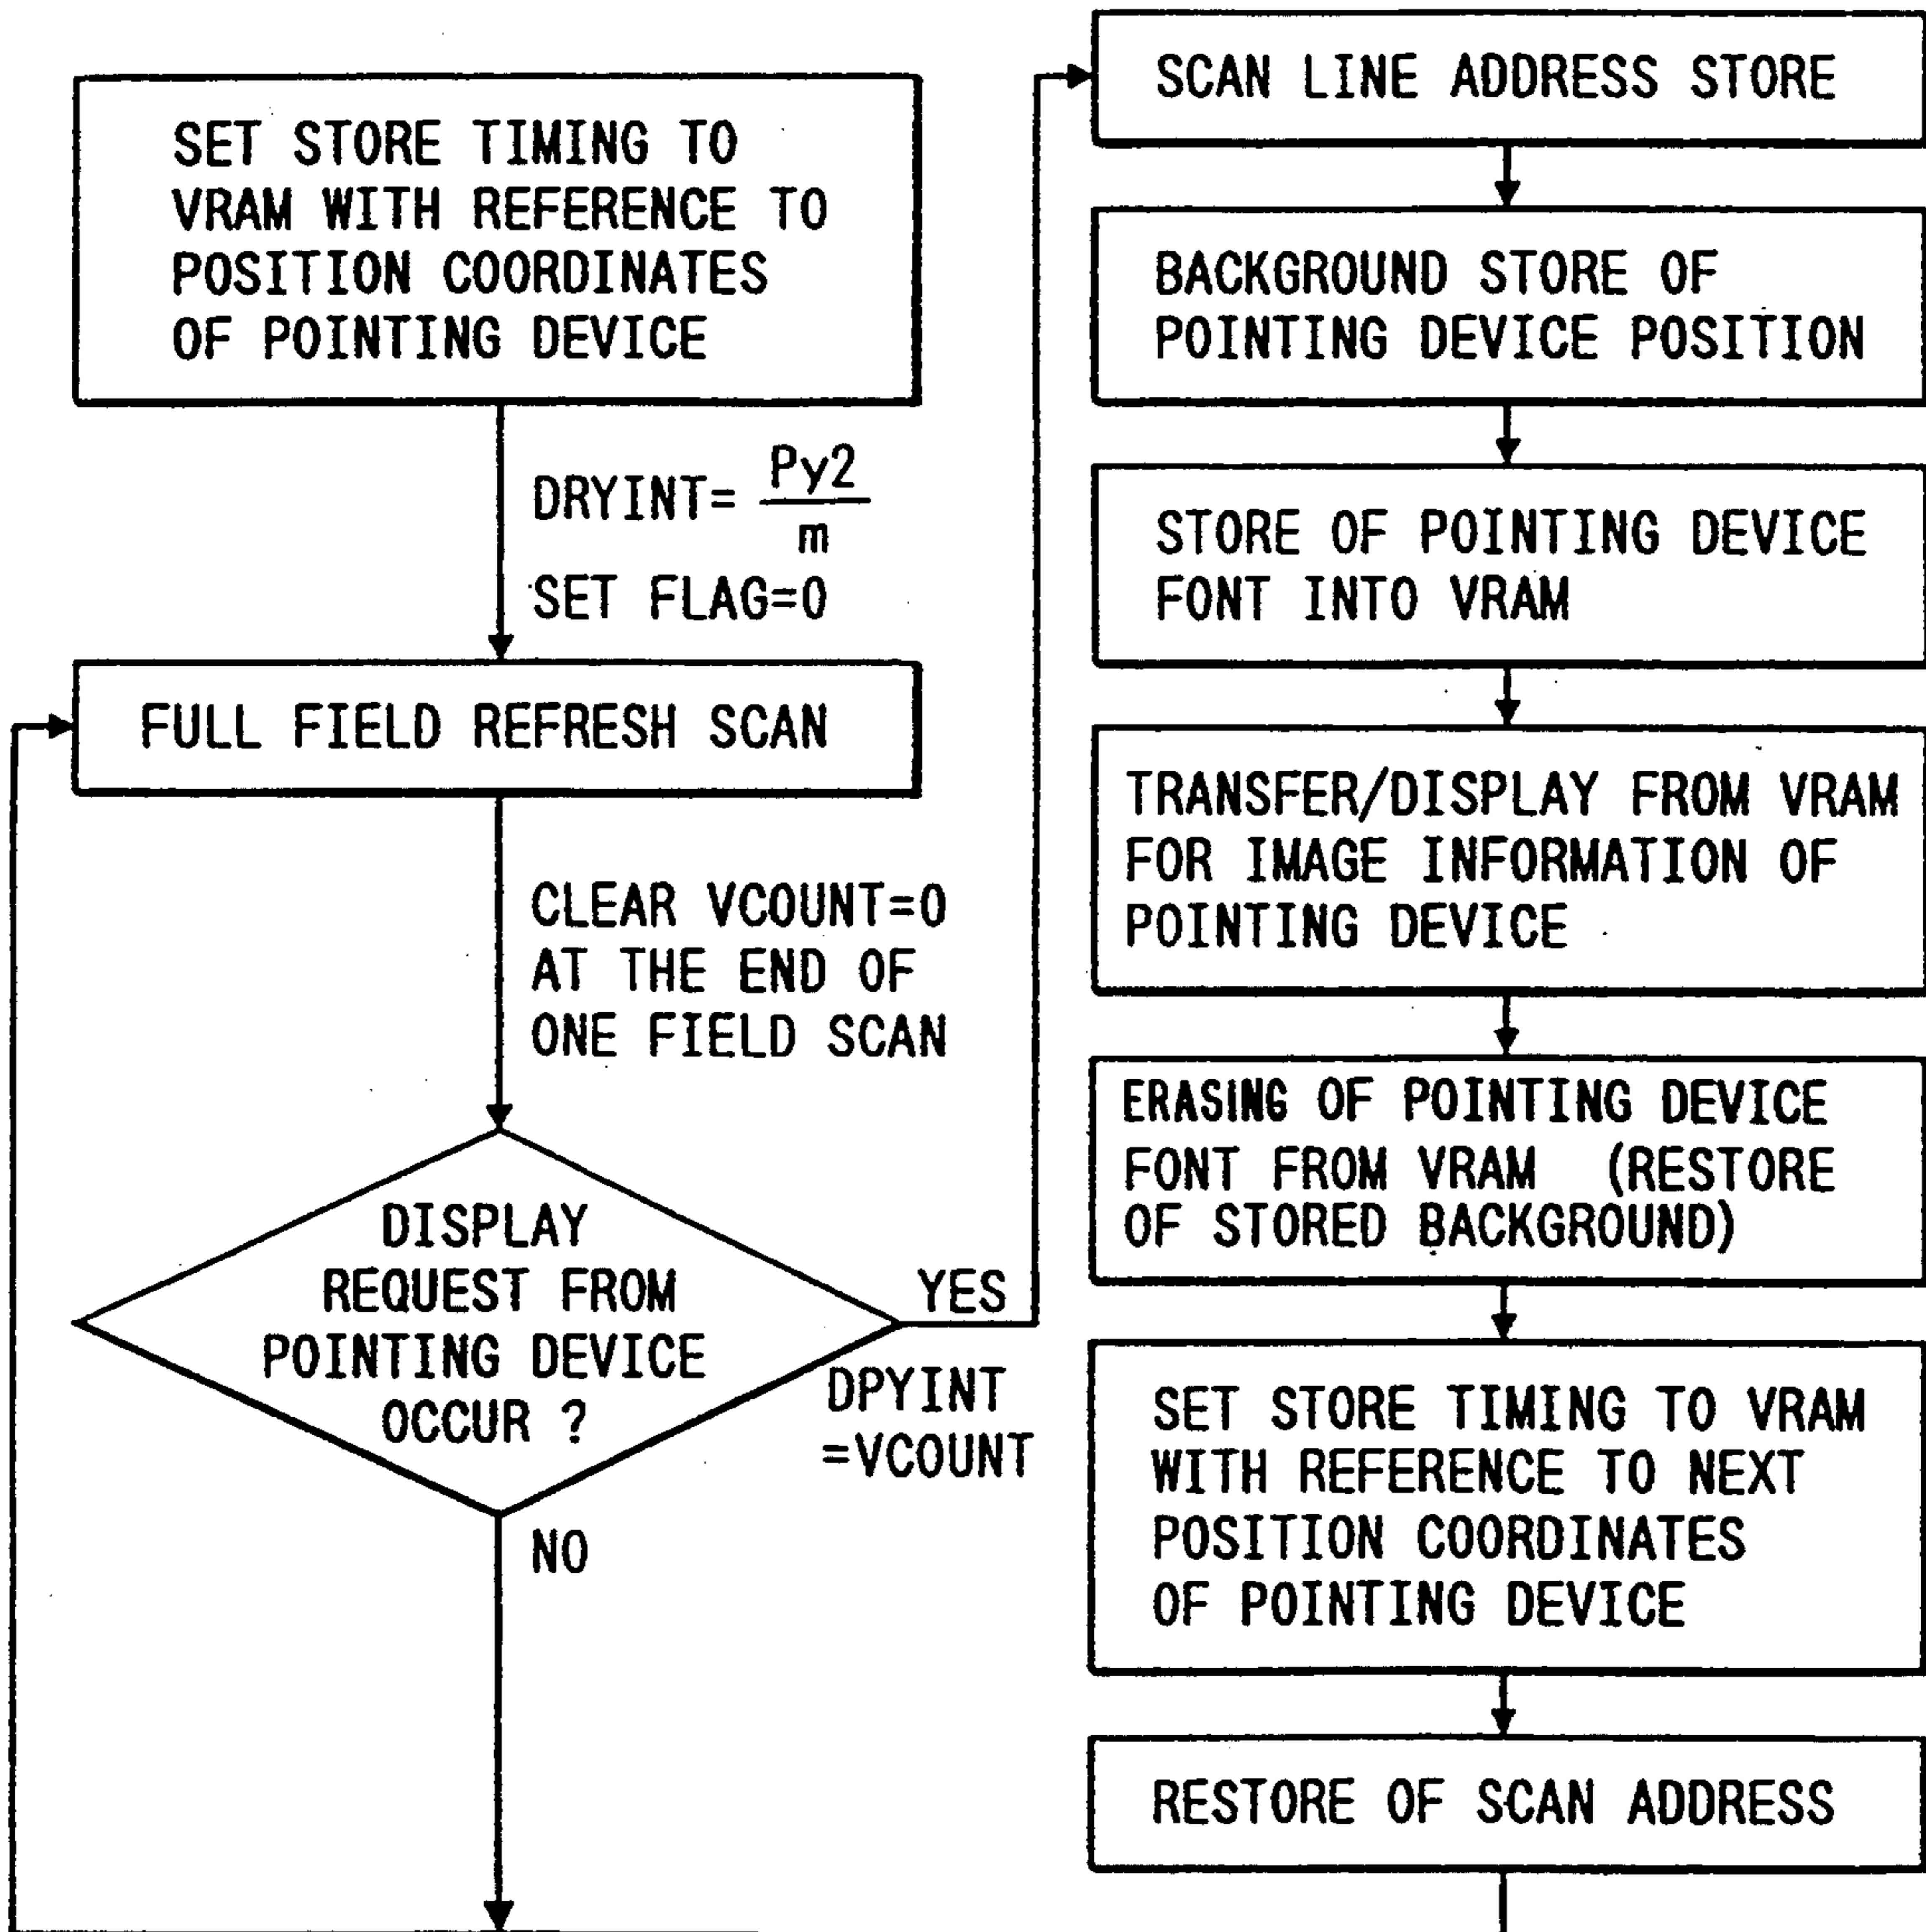 SET STORE TIMING TO
VRAM WITH REFERENCE TO
POSITION COORDINATES
OF POINTING DEVICE
DRYINT= Py2
m
SET FLAG=0
FULL FIELD REFRESH SCAN
CLEAR VCOUNT=0
AT THE END OF
ONE FIELD SCAN
DISPLAY
REQUEST FROM
POINTING DEVICE
OCCUR ?
YES
DPYINT
=VCOUNT
NO
SCAN LINE ADDRESS STORE
BACKGROUND STORE OF
POINTING DEVICE POSITION
STORE OF POINTING DEVICE
FONT INTO VRAM
TRANSFER/DISPLAY FROM VRAM
FOR IMAGE INFORMATION OF
POINTING DEVICE
ERASING OF POINTING DEVICE
FONT FROM VRAM (RESTORE
OF STORED BACKGROUND)
SET STORE TIMING TO VRAM
WITH REFERENCE TO NEXT
POSITION COORDINATES
OF POINTING DEVICE
RESTORE OF SCAN ADDRESS